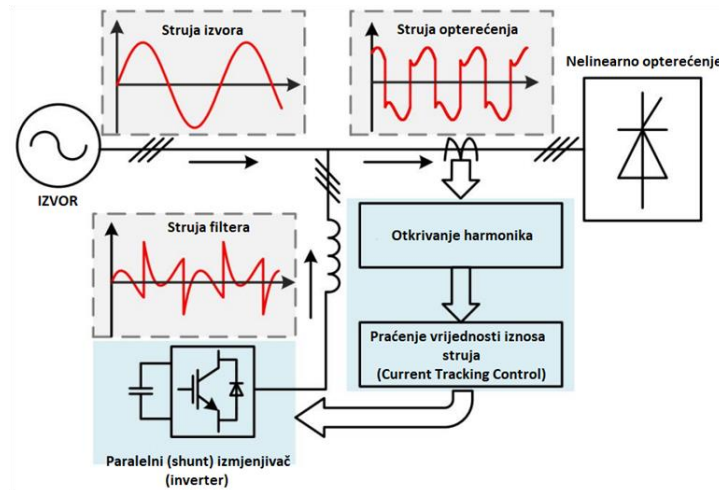 Struja izvora
Struja opterećenja
Nelinearno opterećenje
IZVOR
Struja filtera
Otkrivanje harmonika
Praćenje vrijednosti iznosa
struja
(Current Tracking Control)
Paralelni (shunt) izmjenjivač
(inverter)